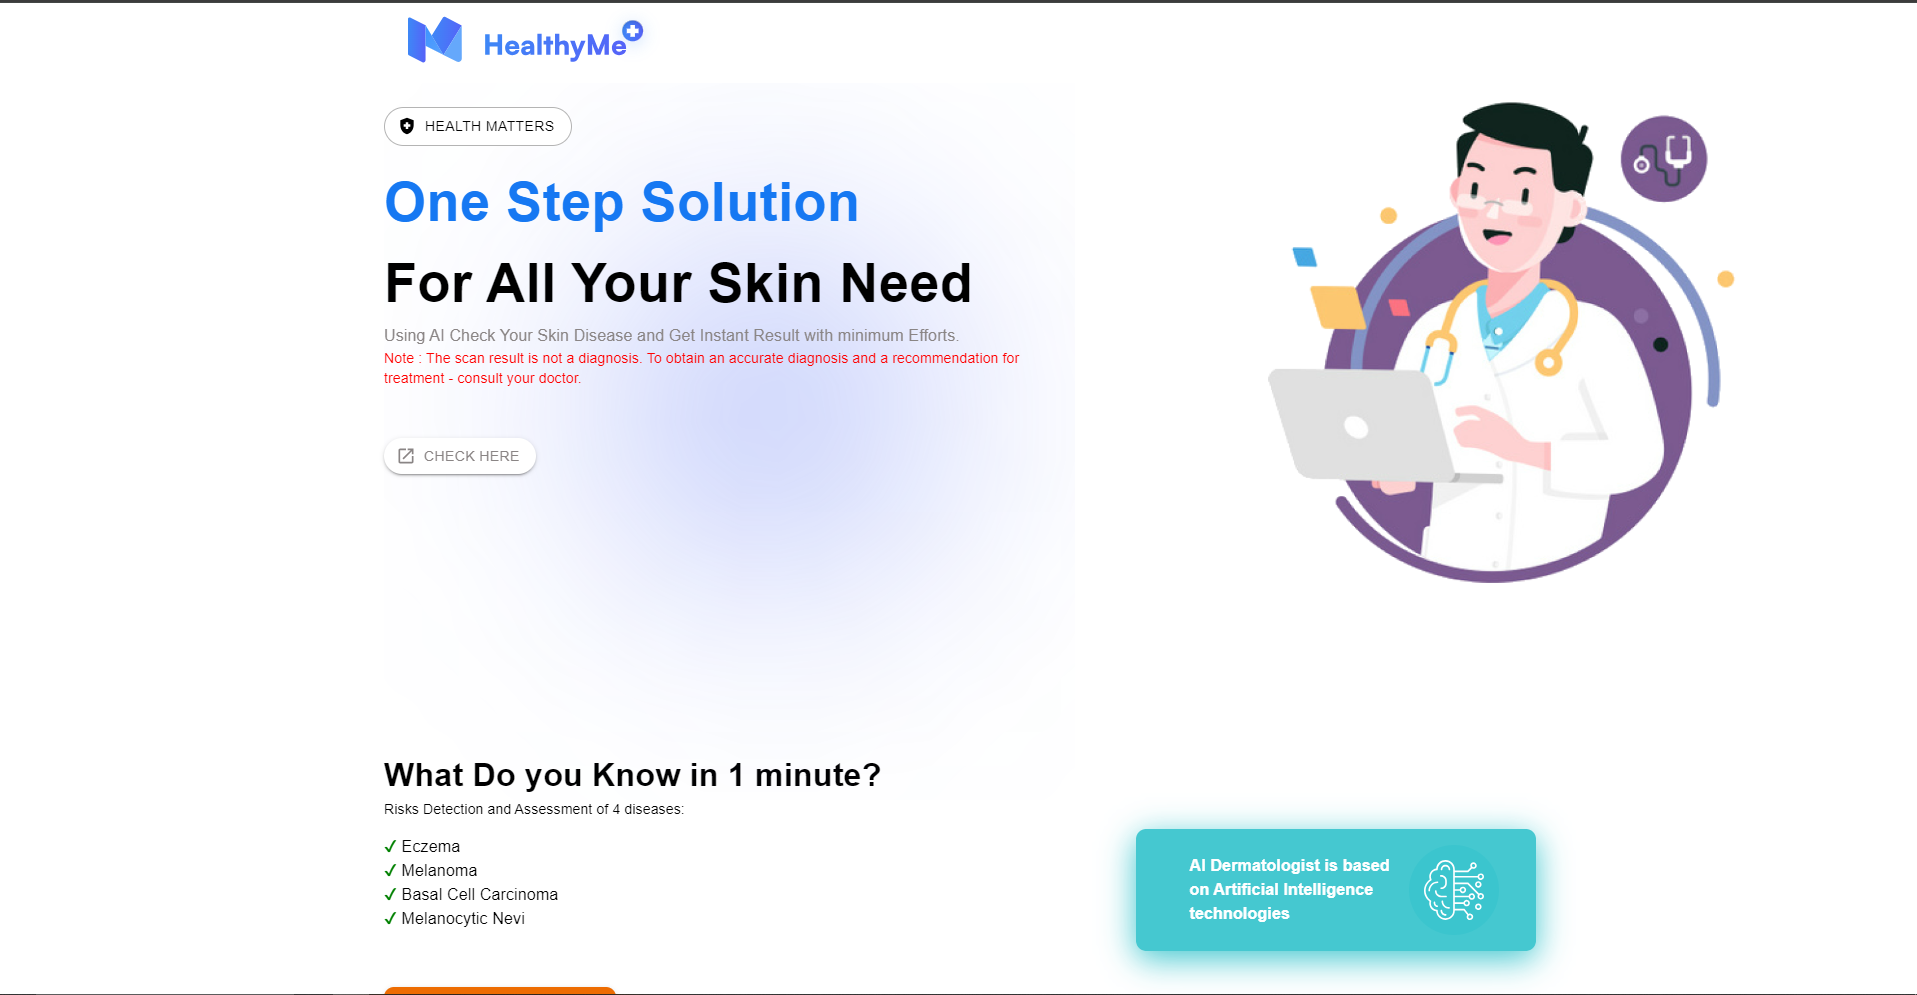 HealthyMe
HEALTH MATTERS
One Step Solution
For All Your Skin Need
Using AI Check Your Skin Disease and Get Instant Result with minimum Efforts.
Note : The scan result is not a diagnosis. To obtain an accurate diagnosis and a recommendation for
treatment - consult your doctor.
CHECK HERE
What Do you Know in 1 minute?
Risks Detection and Assessment of 4 diseases:
✓ Eczema
✓ Melanoma
✓ Basal Cell Carcinoma
✓ Melanocytic Nevi
AI Dermatologist is based
on Artificial Intelligence
technologies